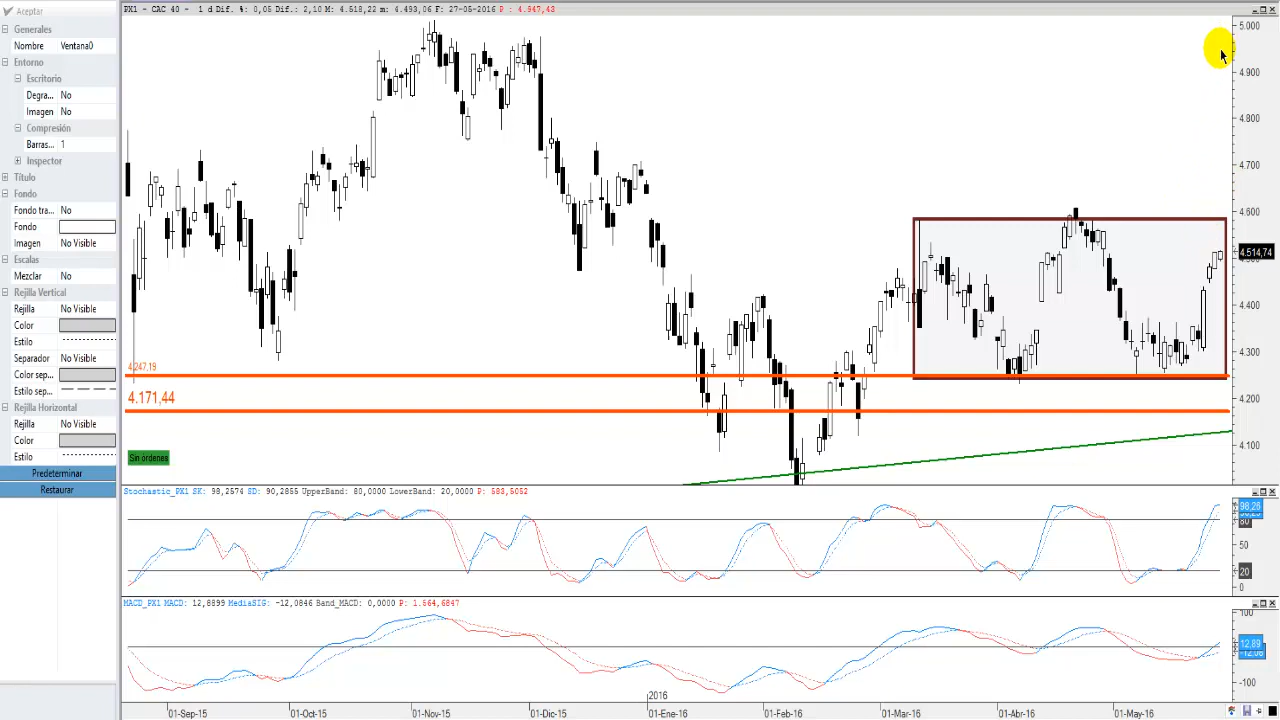 Aceptar
Generales
Nombre Ventana0
Entorno
Escritorio
Degra... No
Imagen No
Compresión
Barras... 1
Inspector
Título
Fondo
Fondo tra... No
Fondo
Imagen No Visible
Escalas
Mezclar No
Rejilla Vertical
Rejilla No Visible
Color
Estilo
Separador No Visible
Color sep...
Estilo sep...
Rejilla Horizontal
Rejilla No Visible
Color
Estilo
Predeterminar
Restaurar
PX1 - CAC 40 - 1 d Dif. %: 0,05 Dif.: 2,10 M: 4.518,22 m: 4.493,06 F: 27-05-2016 P : 4.947,43
5.000
4.900
4.800
4.700
4.600
4.514,74
4.400
4.300
4.200
4.100
4.247,19
4.171,44
Sin órdenes
Stochastic_PX1 SK: 98,2574 SD: 90,2855 UpperBand: 80,0000 LowerBand: 20,0000 P: 583,5052
98,26
80
50
20
0
MACD_PX1 MACD: 12,8899 MediaSIG: -12,0846 Band_MACD: 0,0000 P: 1.564,6847
100
12,89
-12,08
-100
2016
01-Sep-15 01-Oct-15 01-Nov-15 01-Dic-15 01-Ene-16 01-Feb-16 01-Mar-16 01-Abr-16 01-May-16